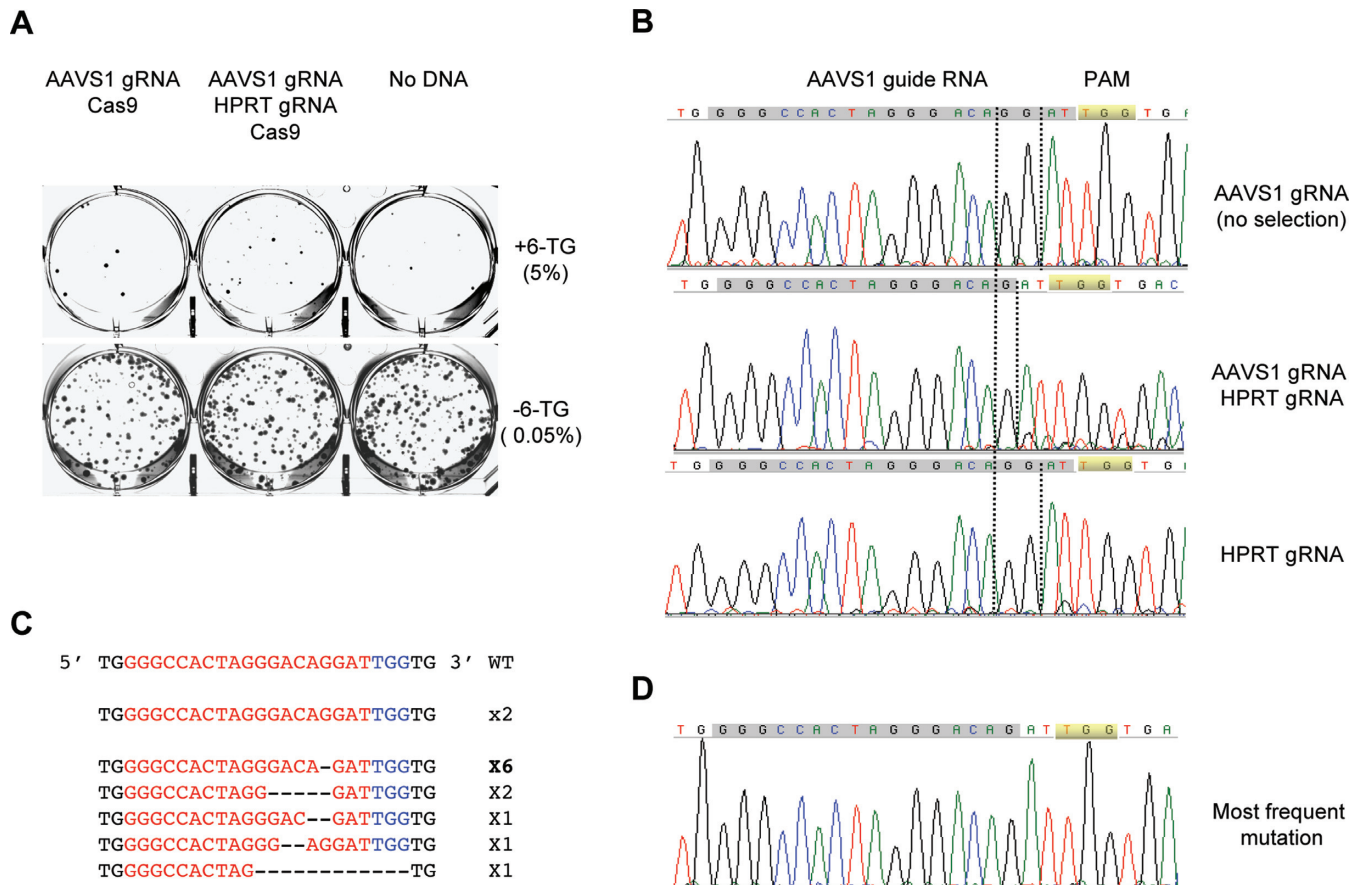 A
AAVS1 gRNA
Cas9
AAVS1 gRNA
HPRT gRNA
Cas9
No DNA
+6-TG
(5%)
-6-TG
( 0.05%)
B
AAVS1 guide RNA
PAM
T G G G G C C A C T A G G G A C A G G A T T G G T G A
AAVS1 gRNA
(no selection)
T G G G G C C A C T A G G G A C A G A T T G G T G A C
AAVS1 gRNA
HPRT gRNA
T G G G G C C A C T A G G G A C A G G A T T G G T G A
HPRT gRNA
C
5’ TGGGGCCACTAGGGACAGGATTGGTG 3’ WT
TGGGGCCACTAGGGACAGGATTGGTG x2
TGGGGCCACTAGGGACA-GATTGGTG X6
TGGGGCCACTAGG-----GATTGGTG X2
TGGGGCCACTAGGGAC--GATTGGTG X1
TGGGGCCACTAGGG--AGGATTGGTG X1
TGGGGCCACTAG------------TG X1
D
T G G G G C C A C T A G G G A C A G A T T G G T G A
Most frequent
mutation